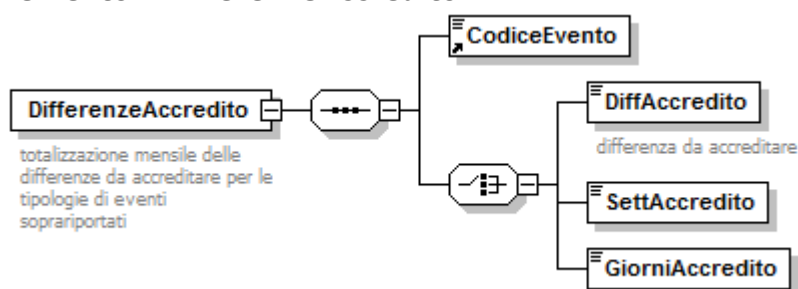 CodiceEvento
DifferenzeAccredito
totalizzazione mensile delle
differenze da accreditare per le
tipologie di eventi
soprariportati
DiffAccredito
differenza da accreditare
SettAccredito
GiorniAccredito